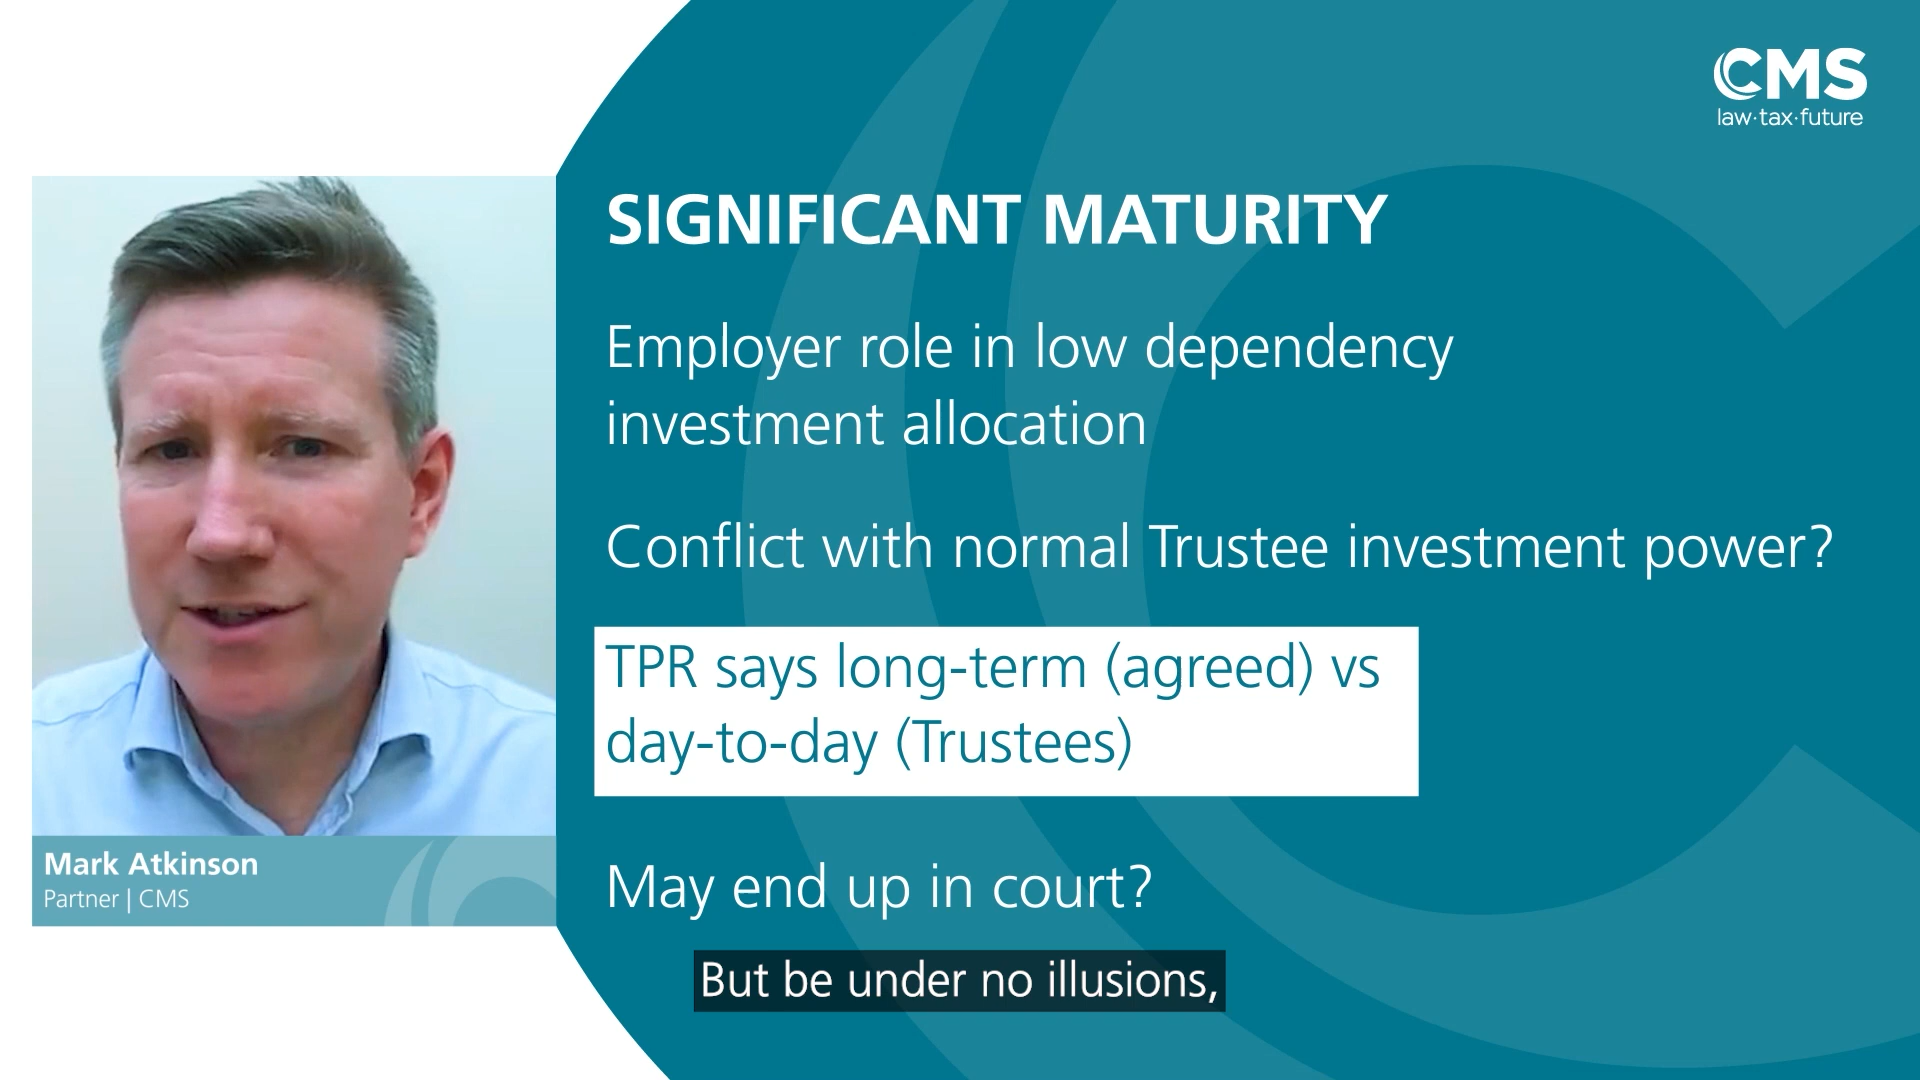 CMS
law·tax·future
SIGNIFICANT MATURITY
Employer role in low dependency
investment allocation
Conflict with normal Trustee investment power?
TPR says long-term (agreed) vs
day-to-day (Trustees)
May end up in court?
Mark Atkinson
Partner | CMS
But be under no illusions,